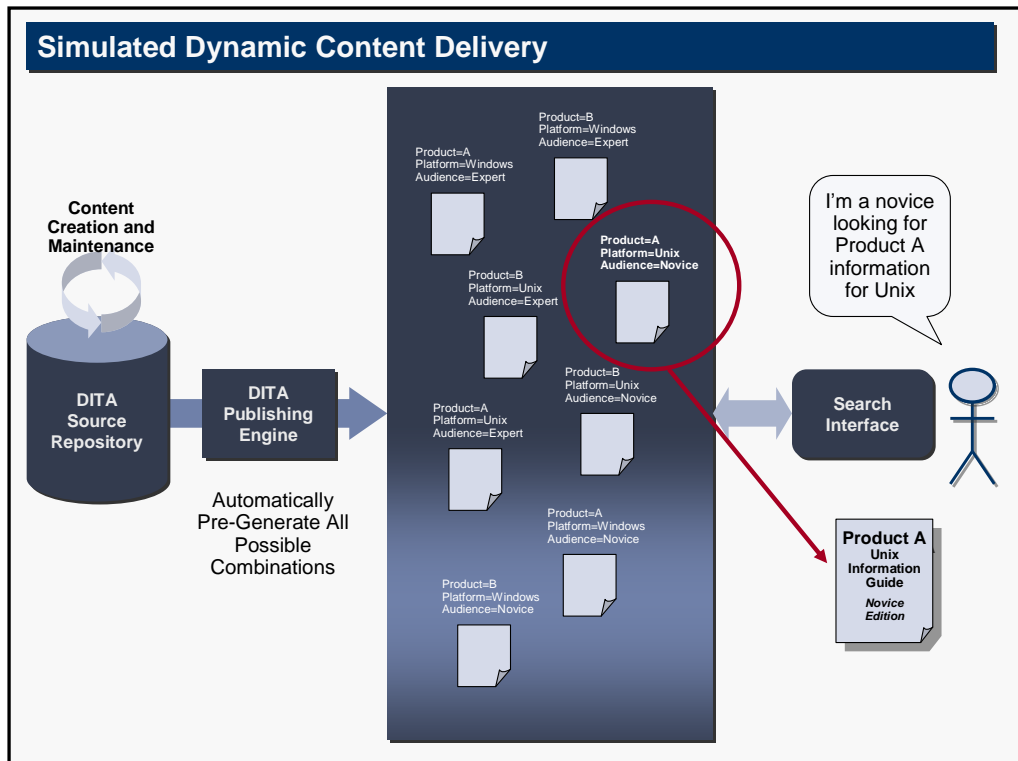 Simulated Dynamic Content Delivery
Content
Creation and
Maintenance
DITA
Source
Repository
DITA
Publishing
Engine
Automatically
Pre-Generate All
Possible
Combinations
Product=A
Platform=Windows
Audience=Expert
Product=B
Platform=Windows
Audience=Expert
Product=A
Platform=Unix
Audience=Novice
Product=B
Platform=Unix
Audience=Expert
Product=B
Platform=Unix
Audience=Novice
Product=A
Platform=Unix
Audience=Expert
Product=A
Platform=Windows
Audience=Novice
Product=B
Platform=Windows
Audience=Novice
I'm a novice
looking for
Product A
information
for Unix
Search
Interface
Product A
Unix
Information
Guide
Novice
Edition